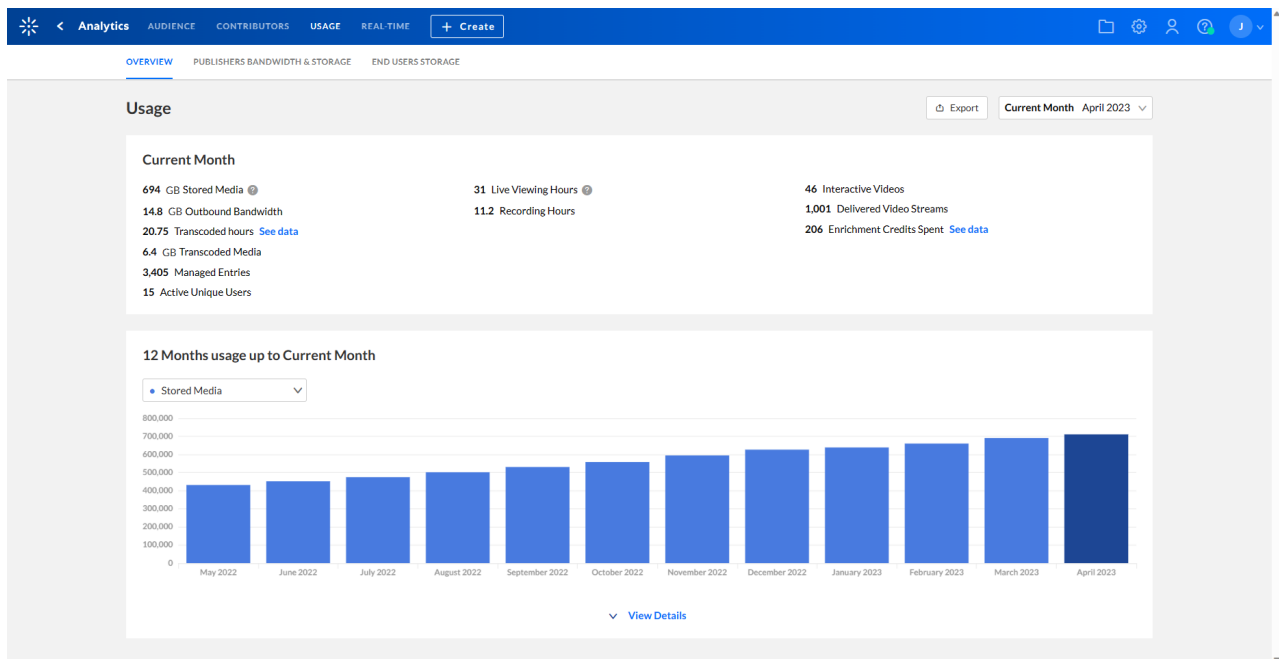 Analytics AUDIENCE CONTRIBUTORS USAGE REAL-TIME + Create J
OVERVIEW PUBLISHERS BANDWIDTH & STORAGE END USERS STORAGE
Usage
Export Current Month April 2023
Current Month
694 GB Stored Media ?
14.8 GB Outbound Bandwidth
20.75 Transcoded hours See data
6.4 GB Transcoded Media
3,405 Managed Entries
15 Active Unique Users
31 Live Viewing Hours ?
11.2 Recording Hours
46 Interactive Videos
1,001 Delivered Video Streams
206 Enrichment Credits Spent See data
12 Months usage up to Current Month
Stored Media
800,000
700,000
600,000
500,000
400,000
300,000
200,000
100,000
0
May 2022 June 2022 July 2022 August 2022 September 2022 October 2022 November 2022 December 2022 January 2023 February 2023 March 2023 April 2023
View Details